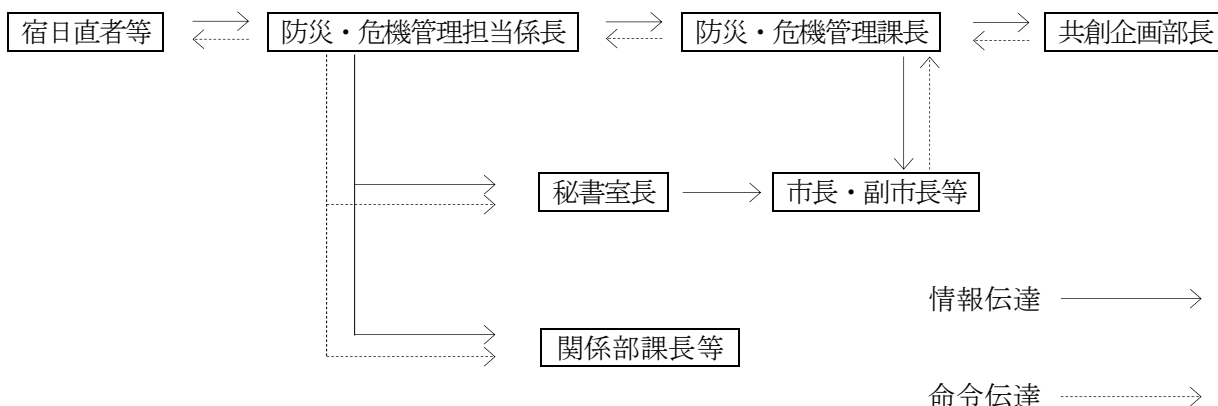 宿日直者等
防災・危機管理担当係長
防災・危機管理課長
共創企画部長
秘書室長
市長・副市長等
情報伝達
関係部課長等
命令伝達